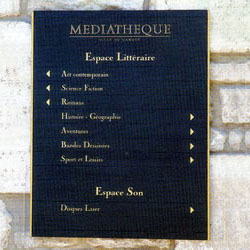 MEDIATHEQUE
Espace Littéraire
Art contemporain
Science Fiction
Romans
Histoire - Géographie
Aventures
Bandes Dessinées
Sport et Loisirs
Espace Son
Disques Laser